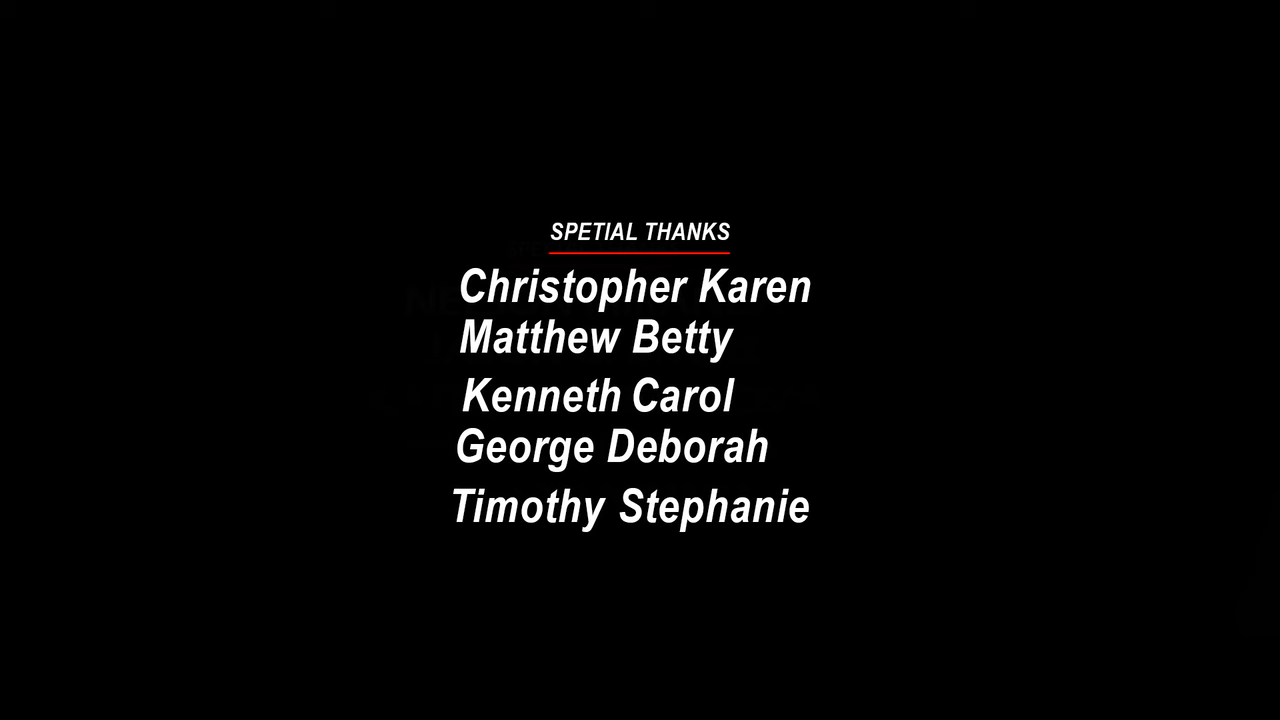 SPETIAL THANKS
Christopher Karen
Matthew Betty
Kenneth Carol
George Deborah
Timothy Stephanie